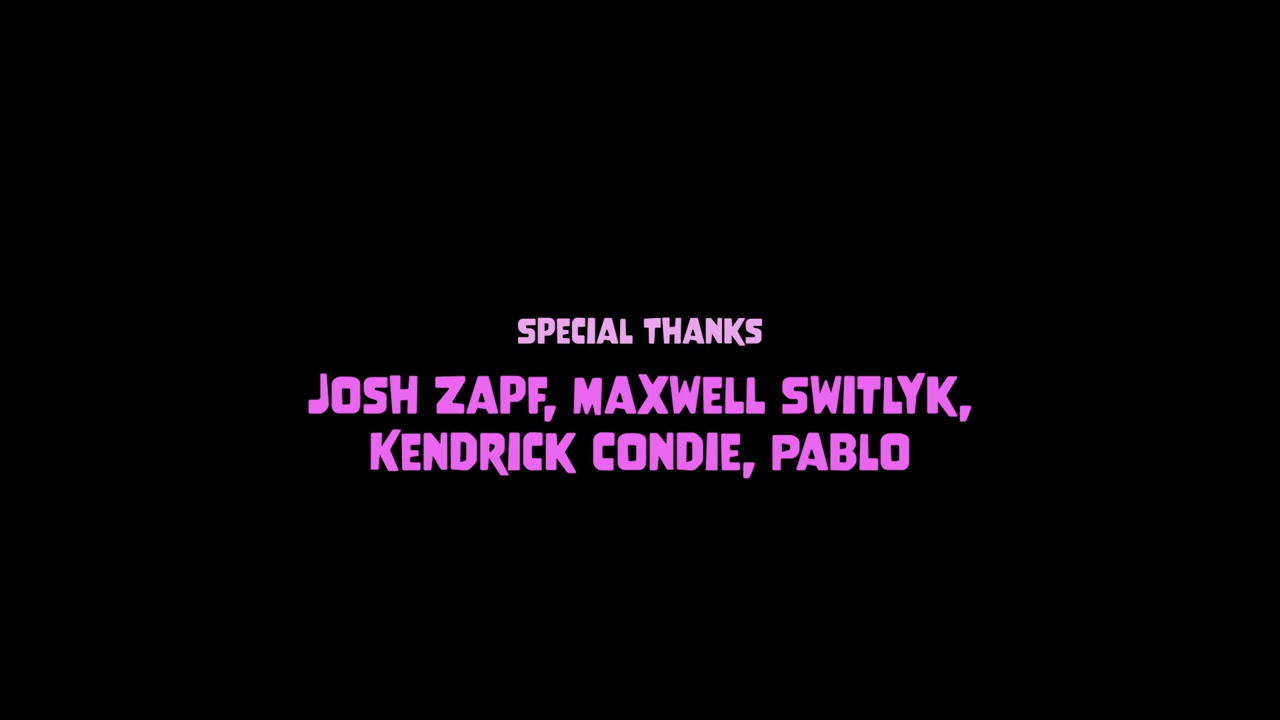 SPECIAL THANKS
JOSH ZAPF, MAXWELL SWITLYK,
KENDRICK CONDIE, PABLO